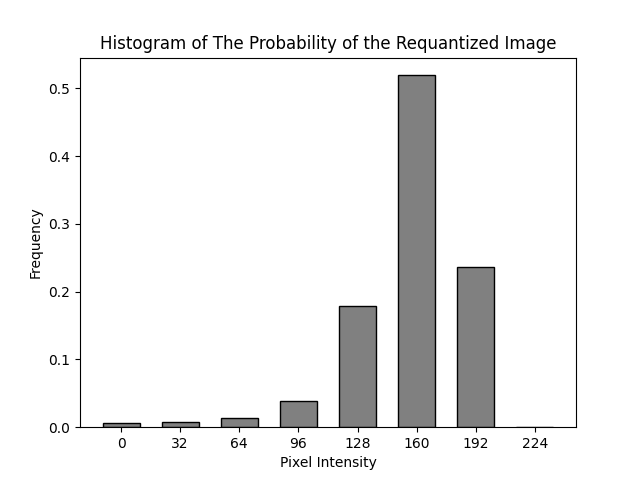 Histogram of The Probability of the Requantized Image
0.5
0.4
0.3
0.2
0.1
0.0
Frequency
0 32 64 96 128 160 192 224
Pixel Intensity